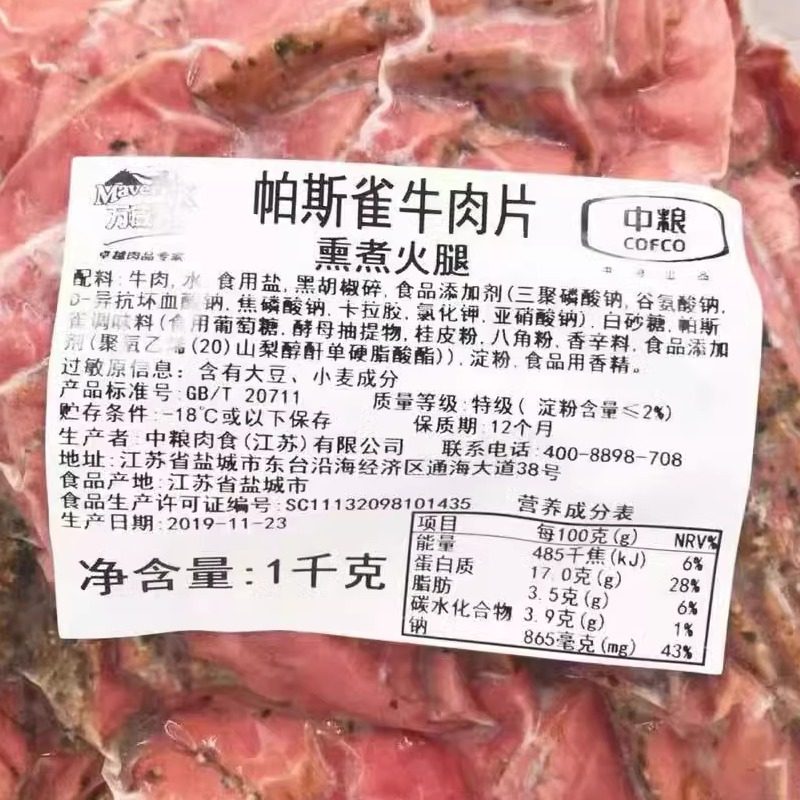 Maverick
万威客
卓越肉品专家
帕斯雀牛肉片
熏煮火腿
中粮
COFCO
中粮出品
配料:牛肉,水,食用盐,黑胡椒碎,食品添加剂(三聚磷酸钠,谷氨酸钠,
D-异抗坏血酸钠,焦磷酸钠,卡拉胶,氯化钾,亚硝酸钠),白砂糖,帕斯
雀调味料(食用葡萄糖,酵母抽提物,桂皮粉,八角粉,香辛料,食品添加
剂(聚氧乙烯(20)山梨醇酐单硬脂酸酯)),淀粉,食品用香精。
过敏原信息:含有大豆、小麦成分
产品标准号:GB/T 20711 质量等级:特级(淀粉含量≤2%)
贮存条件:-18℃或以下保存 保质期:12个月
生产者:中粮肉食(江苏)有限公司 联系电话:400-8898-708
地址:江苏省盐城市东台沿海经济区通海大道38号
食品产地:江苏省盐城市
食品生产许可证编号:SC11132098101435
生产日期:2019-11-23
净含量:1千克
营养成分表
项目 每100克(g) NRV%
能量 485千焦(kJ) 6%
蛋白质 17.0克(g) 28%
脂肪 3.5克(g) 6%
碳水化合物 3.9克(g) 1%
钠 865毫克(mg) 43%